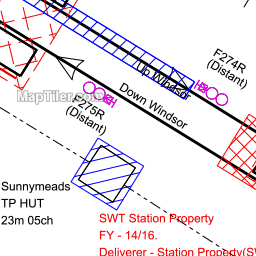 F274R
(Distant)
Up Windsor
Down Windsor
MapTiler
F275R
(Distant)
Sunnymeads
TP HUT
23m 05ch
SWT Station Property
FY - 14/16.
Deliverer - Station Property(SW